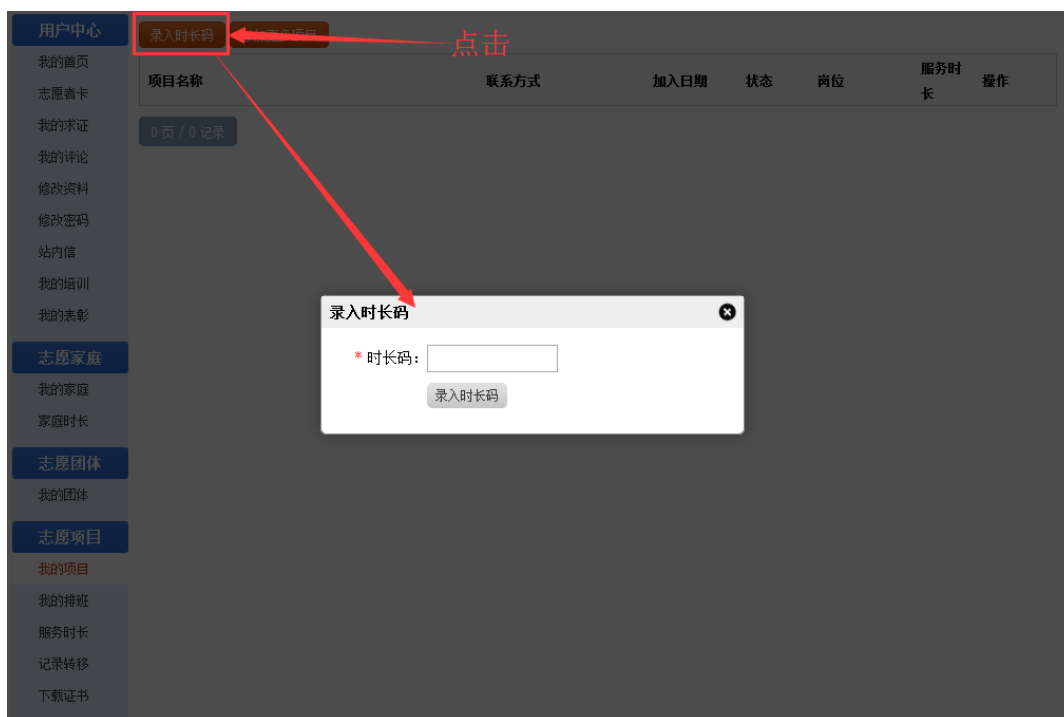 用户中心
我的首页
志愿者卡
我的求证
我的评论
修改资料
修改密码
站内信
我的培训
我的表彰
志愿家庭
我的家庭
家庭时长
志愿团体
我的团体
志愿项目
我的项目
我的排班
服务时长
记录转移
下载证书
录入时长码
更多项目
点击
项目名称 联系方式 加入日期 状态 岗位 服务时长 操作
0 页 / 0 记录
录入时长码
* 时长码：
录入时长码